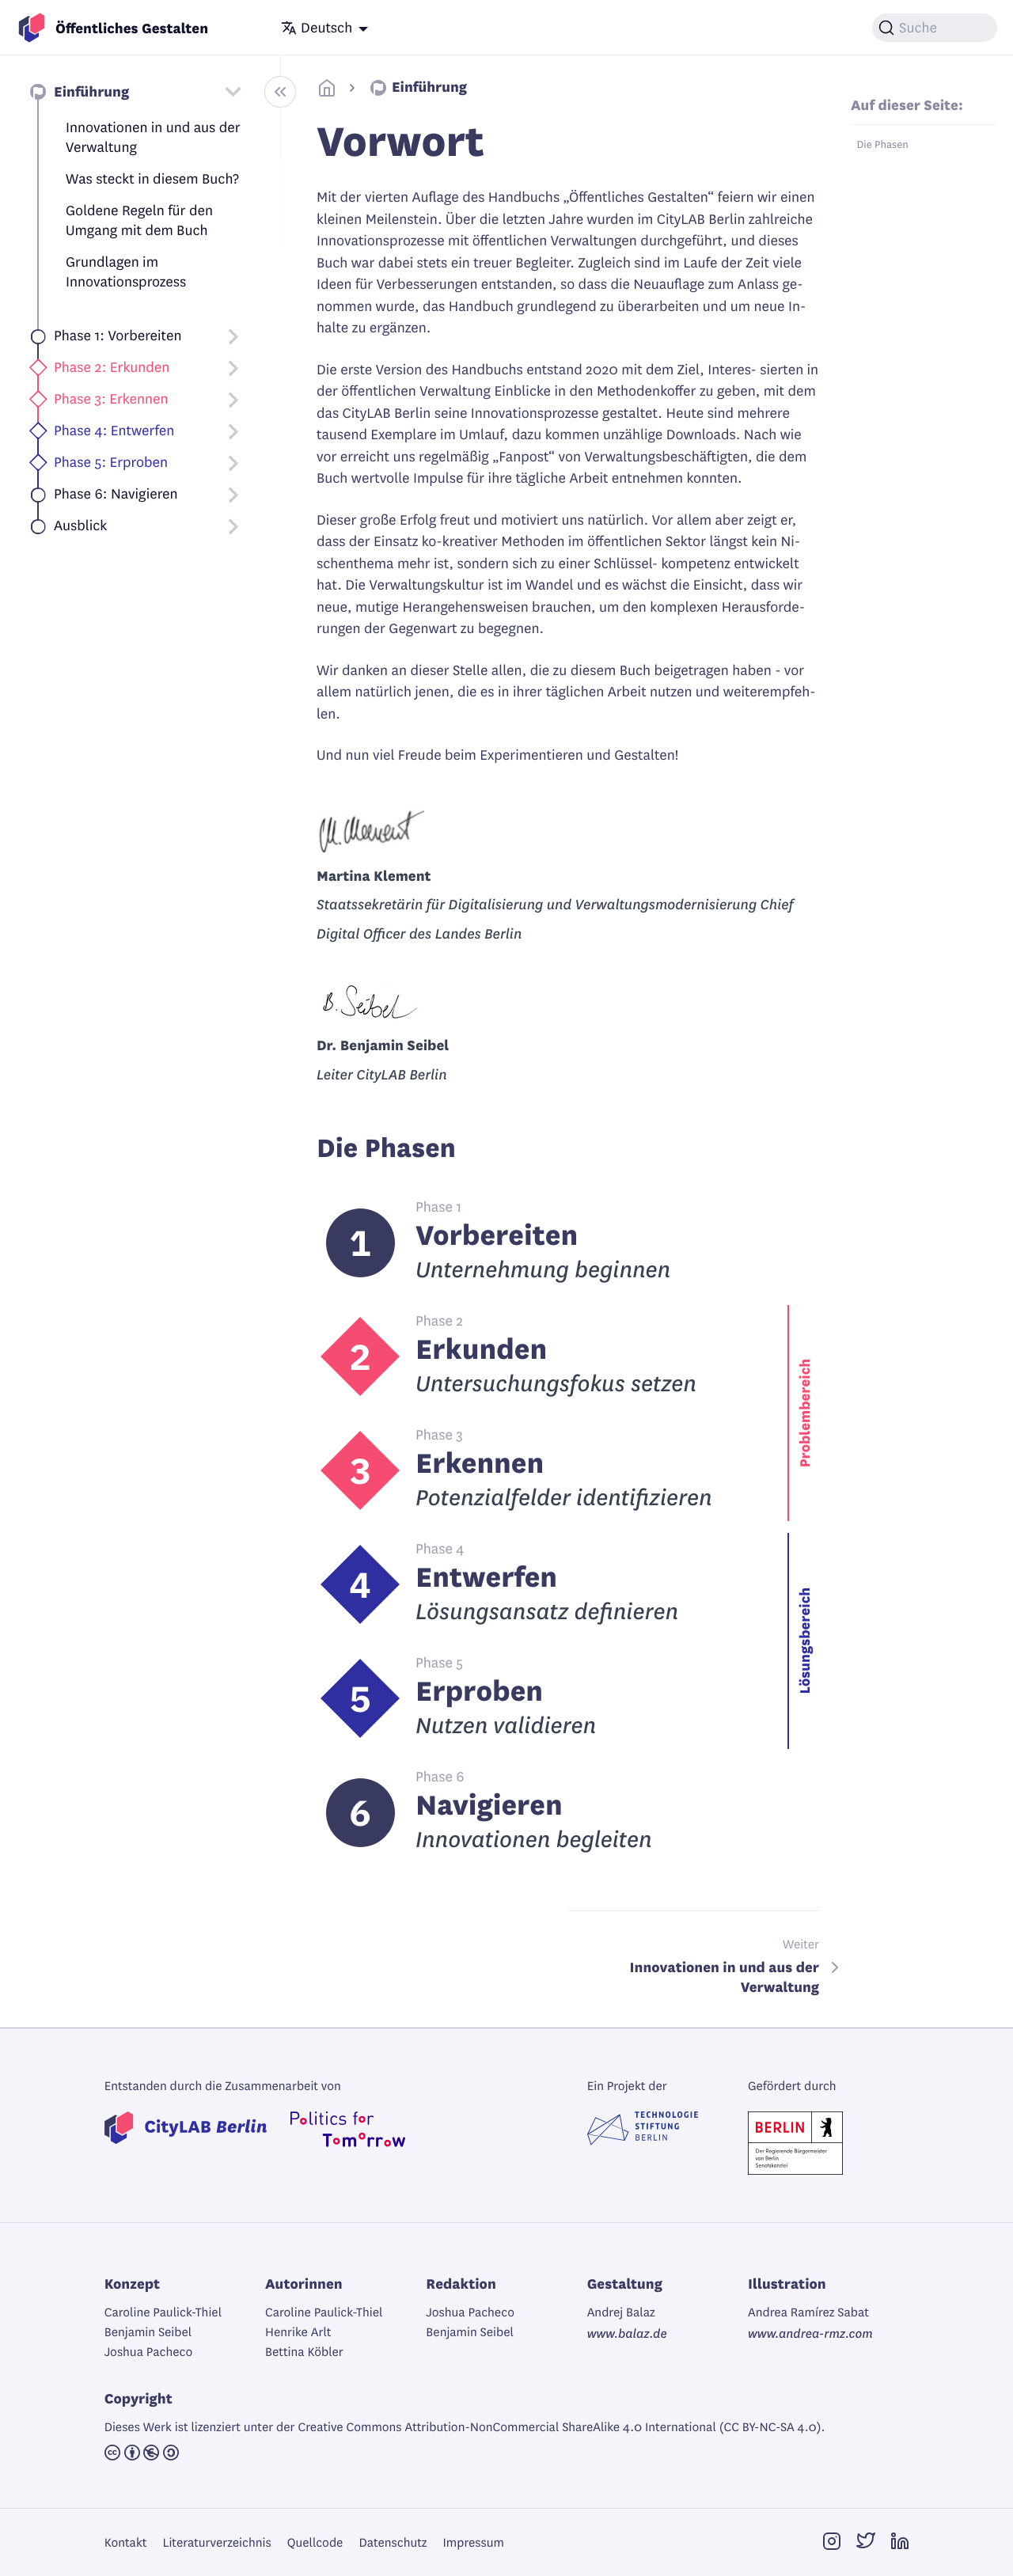 Öffentliches Gestalten
Deutsch
Suche
Einführung
Innovationen in und aus der
Verwaltung
Was steckt in diesem Buch?
Goldene Regeln für den
Umgang mit dem Buch
Grundlagen im
Innovationsprozess
Phase 1: Vorbereiten
Phase 2: Erkunden
Phase 3: Erkennen
Phase 4: Entwerfen
Phase 5: Erproben
Phase 6: Navigieren
Ausblick
Einführung
Vorwort
Mit der vierten Auflage des Handbuchs „Öffentliches Gestalten“ feiern wir einen
kleinen Meilenstein. Über die letzten Jahre wurden im CityLAB Berlin zahlreiche
Innovationsprozesse mit öffentlichen Verwaltungen durchgeführt, und dieses
Buch war dabei stets ein treuer Begleiter. Zugleich sind im Laufe der Zeit viele
Ideen für Verbesserungen entstanden, so dass die Neuauflage zum Anlass ge-
nommen wurde, das Handbuch grundlegend zu überarbeiten und um neue In-
halte zu ergänzen.
Die erste Version des Handbuchs entstand 2020 mit dem Ziel, Interes- sierten in
der öffentlichen Verwaltung Einblicke in den Methodenkoffer zu geben, mit dem
das CityLAB Berlin seine Innovationsprozesse gestaltet. Heute sind mehrere
tausend Exemplare im Umlauf, dazu kommen unzählige Downloads. Nach wie
vor erreicht uns regelmäßig „Fanpost“ von Verwaltungsbeschäftigten, die dem
Buch wertvolle Impulse für ihre tägliche Arbeit entnehmen konnten.
Dieser große Erfolg freut und motiviert uns natürlich. Vor allem aber zeigt er,
dass der Einsatz ko-kreativer Methoden im öffentlichen Sektor längst kein Ni-
schenthema mehr ist, sondern sich zu einer Schlüssel- kompetenz entwickelt
hat. Die Verwaltungskultur ist im Wandel und es wächst die Einsicht, dass wir
neue, mutige Herangehensweisen brauchen, um den komplexen Herausforde-
rungen der Gegenwart zu begegnen.
Wir danken an dieser Stelle allen, die zu diesem Buch beigetragen haben - vor
allem natürlich jenen, die es in ihrer täglichen Arbeit nutzen und weiterempfeh-
len.
Und nun viel Freude beim Experimentieren und Gestalten!
M. Klement
Martina Klement
Staatssekretärin für Digitalisierung und Verwaltungsmodernisierung Chief
Digital Officer des Landes Berlin
B. Seibel
Dr. Benjamin Seibel
Leiter CityLAB Berlin
Die Phasen
1
Phase 1
Vorbereiten
Unternehmung beginnen
2
Phase 2
Erkunden
Untersuchungsfokus setzen
3
Phase 3
Erkennen
Potenzialfelder identifizieren
Problembereich
4
Phase 4
Entwerfen
Lösungsansatz definieren
5
Phase 5
Erproben
Nutzen validieren
Lösungsbereich
6
Phase 6
Navigieren
Innovationen begleiten
Weiter
Innovationen in und aus der
Verwaltung
Auf dieser Seite:
Die Phasen
Entstanden durch die Zusammenarbeit von
CityLAB Berlin
Politics for
Tomorrow
Ein Projekt der
TECHNOLOGIE
STIFTUNG
BERLIN
Gefördert durch
BERLIN
Der Regierende Bürgermeister
von Berlin
Senatskanzlei
Konzept
Caroline Paulick-Thiel
Benjamin Seibel
Joshua Pacheco
Autorinnen
Caroline Paulick-Thiel
Henrike Arlt
Bettina Köbler
Redaktion
Joshua Pacheco
Benjamin Seibel
Gestaltung
Andrej Balaz
www.balaz.de
Illustration
Andrea Ramírez Sabat
www.andrea-rmz.com
Copyright
Dieses Werk ist lizenziert unter der Creative Commons Attribution-NonCommercial ShareAlike 4.0 International (CC BY-NC-SA 4.0).
Kontakt
Literaturverzeichnis
Quellcode
Datenschutz
Impressum